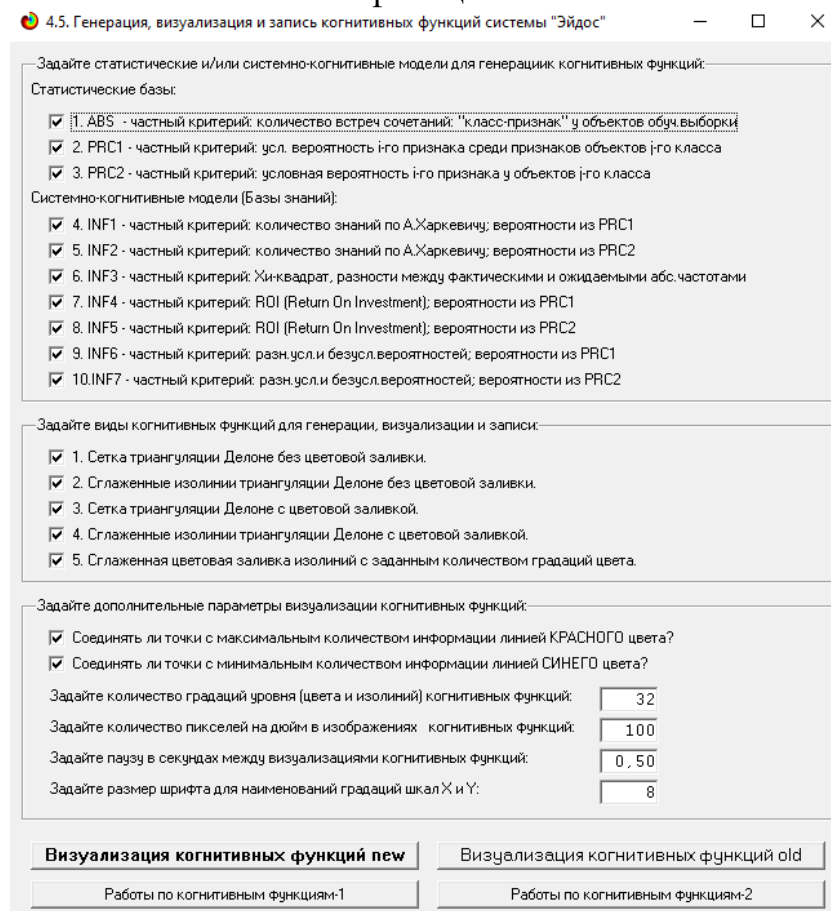 4.5. Генерация, визуализация и запись когнитивных функций системы "Эйдос"
Задайте статистические и/или системно-когнитивные модели для генерациик когнитивных функций:
Статистические базы:
1. ABS - частный критерий: количество встреч сочетаний: "класс-признак" у объектов обуч.выборки
2. PRC1 - частный критерий: усл. вероятность i-го признака среди признаков объектов j-го класса
3. PRC2 - частный критерий: условная вероятность i-го признака у объектов j-го класса
Системно-когнитивные модели (Базы знаний):
4. INF1 - частный критерий: количество знаний по А.Харкевичу; вероятности из PRC1
5. INF2 - частный критерий: количество знаний по А.Харкевичу; вероятности из PRC2
6. INF3 - частный критерий: Хи-квадрат, разности между фактическими и ожидаемыми абс.частотами
7. INF4 - частный критерий: ROI (Return On Investment); вероятности из PRC1
8. INF5 - частный критерий: ROI (Return On Investment); вероятности из PRC2
9. INF6 - частный критерий: разн.усл.и безусл.вероятностей; вероятности из PRC1
10.INF7 - частный критерий: разн.усл.и безусл.вероятностей; вероятности из PRC2
Задайте виды когнитивных функций для генерации, визуализации и записи:
1. Сетка триангуляции Делоне без цветовой заливки.
2. Сглаженные изолинии триангуляции Делоне без цветовой заливки.
3. Сетка триангуляции Делоне с цветовой заливкой.
4. Сглаженные изолинии триангуляции Делоне с цветовой заливкой.
5. Сглаженная цветовая заливка изолиний с заданным количеством градаций цвета.
Задайте дополнительные параметры визуализации когнитивных функций:
Соединять ли точки с максимальным количеством информации линией КРАСНОГО цвета?
Соединять ли точки с минимальным количеством информации линией СИНЕГО цвета?
Задайте количество градаций уровня (цвета и изолиний) когнитивных функций: 32
Задайте количество пикселей на дюйм в изображениях когнитивных функций: 100
Задайте паузу в секундах между визуализациями когнитивных функций: 0,50
Задайте размер шрифта для наименований градаций шкал X и Y: 8
Визуализация когнитивных функций new Визуализация когнитивных функций old
Работы по когнитивным функциям-1 Работы по когнитивным функциям-2